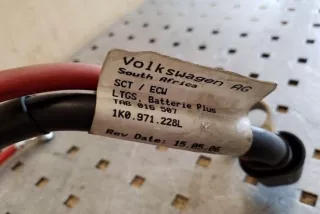 Volkswagen AG
South Africa
SCT / ECW
LTGS, Batterie Plus
TAB 016 507
1K0.971.228L
Rev Date: 15.05.06